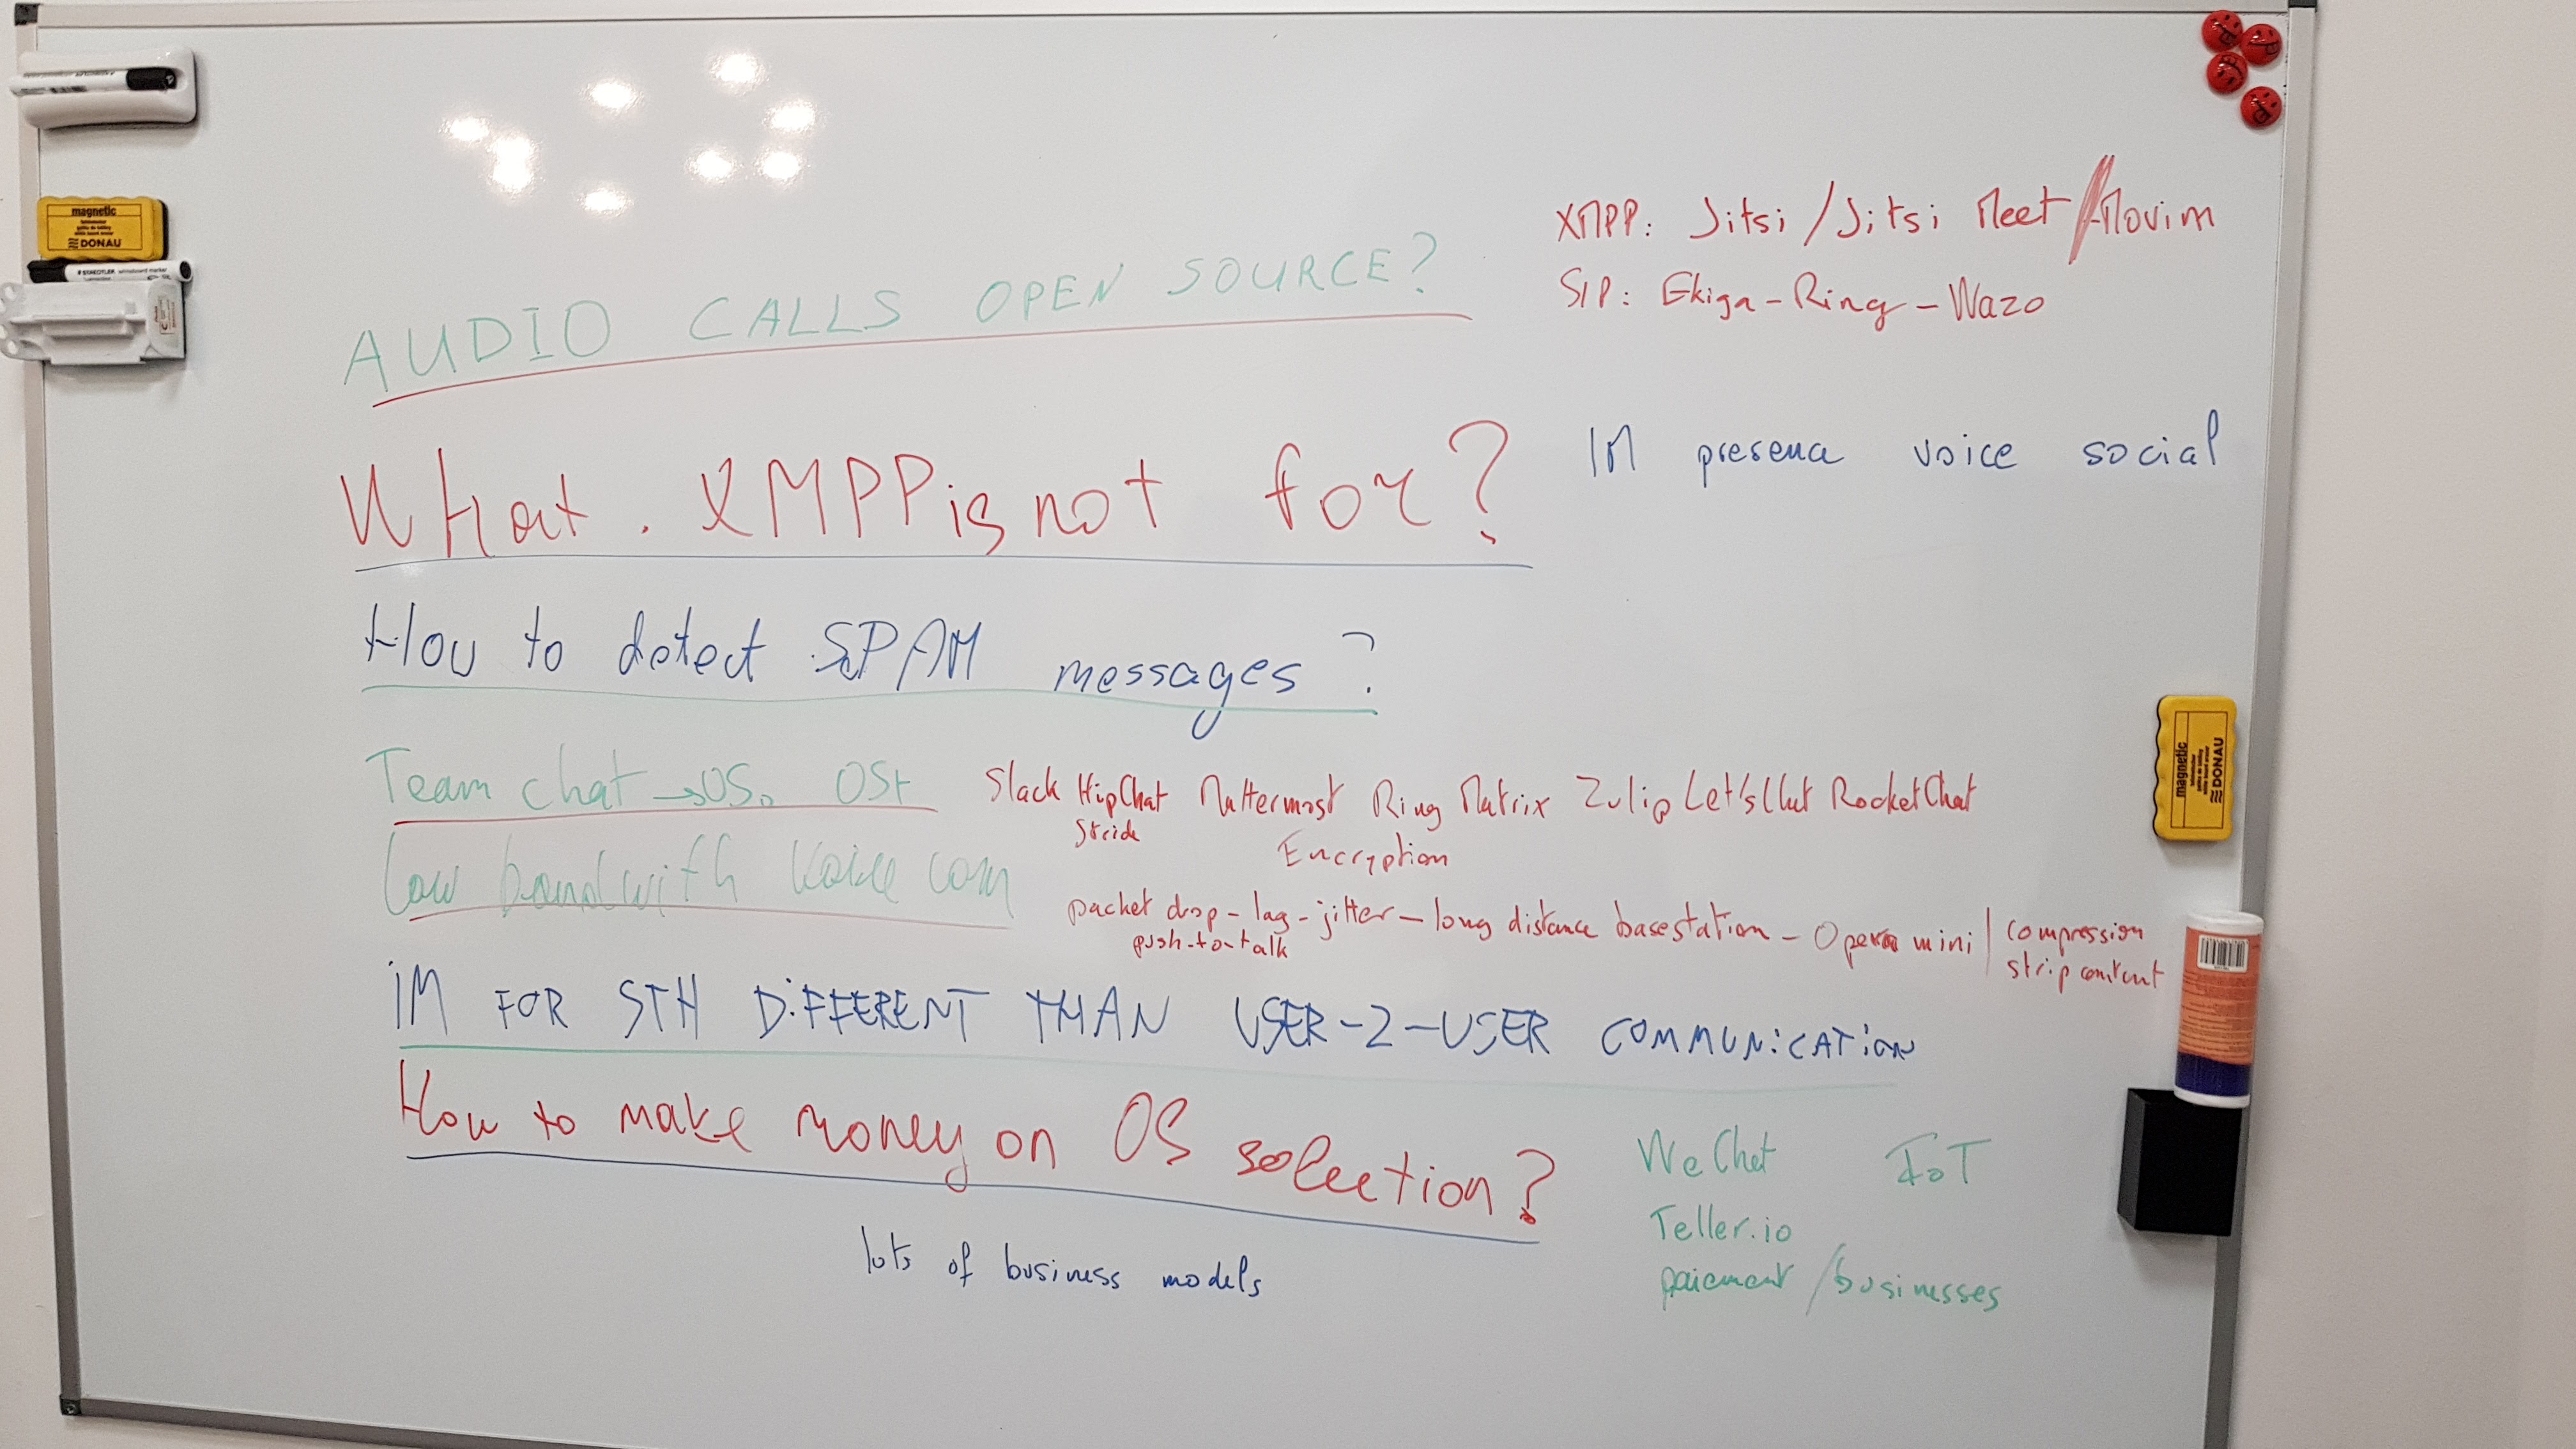 XMPP: Jitsi / Jitsi Meet / Movim
AUDIO CALLS OPEN SOURCE?
SIP: Ekiga - Ring - Wazo
What XMPP is not for?
IM presence voice social
How to detect SPAM messages?
Team chat → OS
Slack HipChat Mattermost Ring Matrix Zulip Let'sChat RocketChat
Stride
Encryption
Low bandwith voice com
packet drop - lag - jitter - long distance basestation - Opera mini | compression
push-to-talk
strip content
IM FOR STH DIFFERENT THAN USER-2-USER COMMUNICATION
How to make money on OS solection?
WeChat IoT
Teller.io
paiement / businesses
lots of business models
magnetic
DONAU
STAEDTLER
magnetic
DONAU